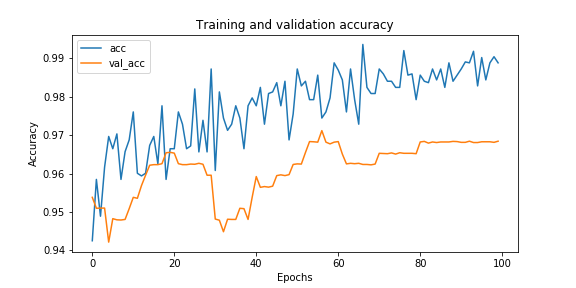 Training and validation accuracy
acc
val_acc
0.99
0.98
0.97
0.96
0.95
0.94
Accuracy
0 20 40 60 80 100
Epochs